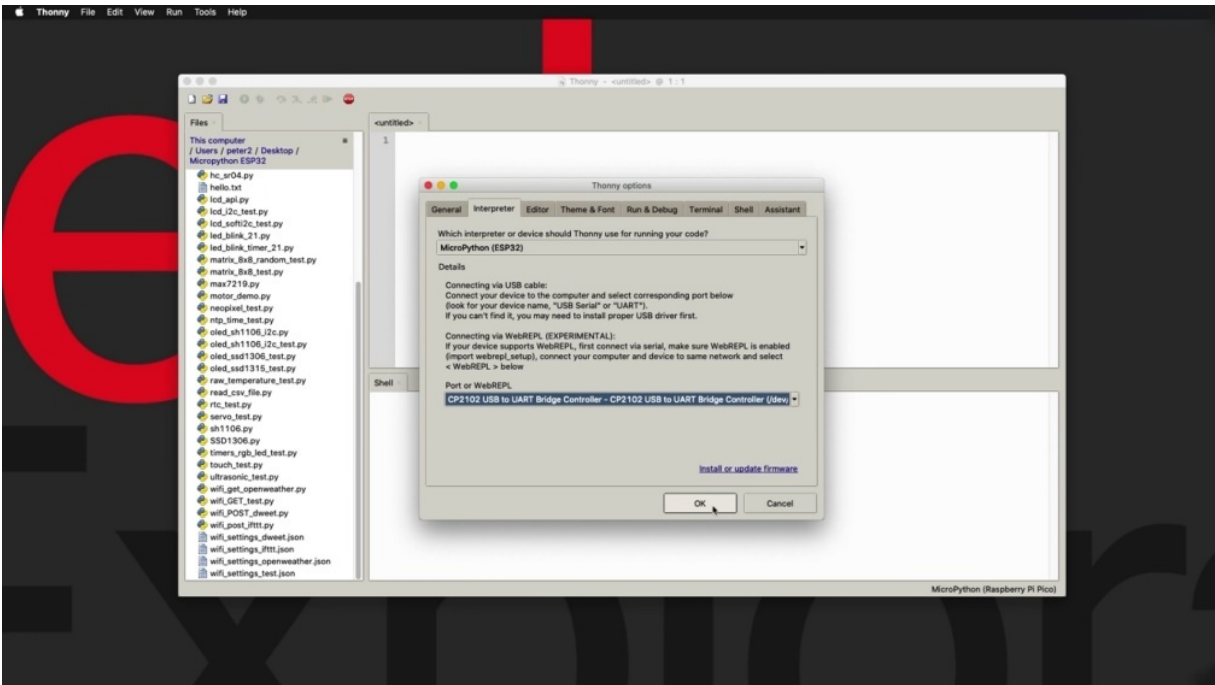 Thonny File Edit View Run Tools Help
Thonny - <untitled> @ 1 : 1
Files
This computer
/ Users / peter2 / Desktop /
Micropython ESP32
hc_sr04.py
hello.txt
lcd_api.py
lcd_i2c_test.py
lcd_softi2c_test.py
led_blink_21.py
led_blink_timer_21.py
matrix_8x8_random_test.py
matrix_8x8_test.py
max7219.py
motor_demo.py
neopixel_test.py
ntp_time_test.py
oled_sh1106_i2c.py
oled_sh1106_i2c_test.py
oled_ssd1306_test.py
oled_ssd1315_test.py
raw_temperature_test.py
read_csv_file.py
rtc_test.py
servo_test.py
sh1106.py
SSD1306.py
timers_rgb_led_test.py
touch_test.py
ultrasonic_test.py
wifi_get_openweather.py
wifi_GET_test.py
wifi_POST_dweet.py
wifi_post_ifttt.py
wifi_settings_dweet.json
wifi_settings_ifttt.json
wifi_settings_openweather.json
wifi_settings_test.json
<untitled>
1
Thonny options
General Interpreter Editor Theme & Font Run & Debug Terminal Shell Assistant
Which interpreter or device should Thonny use for running your code?
MicroPython (ESP32)
Details
Connecting via USB cable:
Connect your device to the computer and select corresponding port below
(look for your device name, "USB Serial" or "UART").
If you can't find it, you may need to install proper USB driver first.
Connecting via WebREPL (EXPERIMENTAL):
If your device supports WebREPL, first connect via serial, make sure WebREPL is enabled
(import webrepl_setup), connect your computer and device to same network and select
< WebREPL > below
Port or WebREPL
CP2102 USB to UART Bridge Controller - CP2102 USB to UART Bridge Controller (/dev/
Install or update firmware
OK Cancel
Shell
MicroPython (Raspberry Pi Pico)